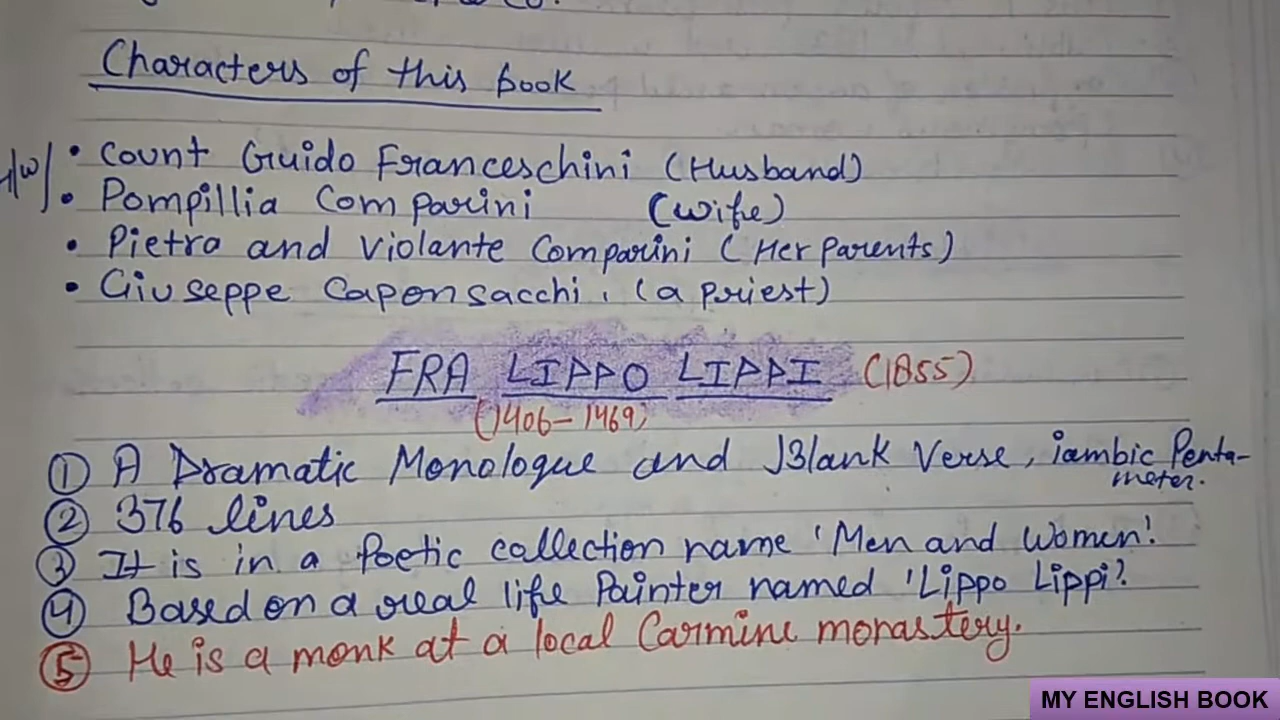 Characters of this book
H/W
• Count Guido Franceschini (Husband)
• Pompillia Comparini (wife)
• Pietro and Violante Comparini (Her parents)
• Giuseppe Caponsacchi. (a priest)
FRA LIPPO LIPPI (1855)
(1406-1469)
① A Dramatic Monologue and Blank Verse, iambic Penta-
meter.
② 376 lines
③ It is in a Poetic collection name 'Men and Women'.
④ Based on a real life Painter named 'Lippo Lippi'.
⑤ He is a monk at a local Carmine monastery.
MY ENGLISH BOOK